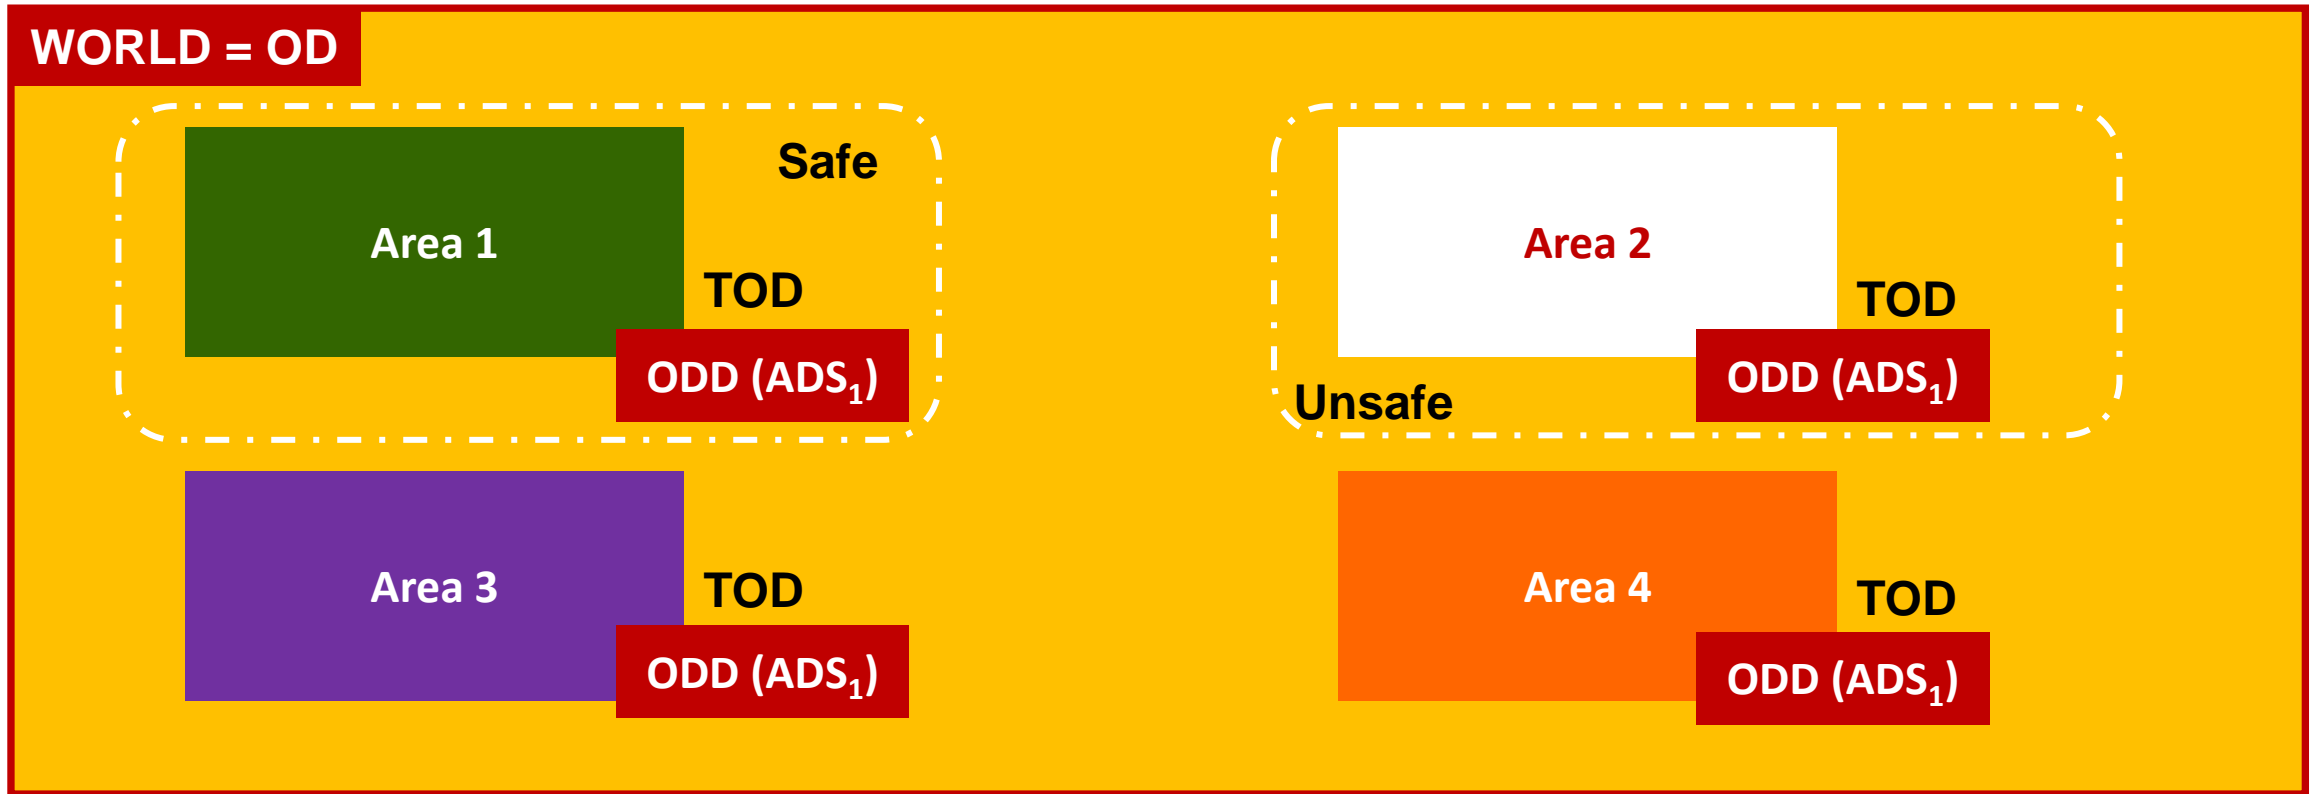 WORLD = OD
Safe
Area 1
TOD
ODD (ADS₁)
Area 2
TOD
ODD (ADS₁)
Unsafe
Area 3
TOD
ODD (ADS₁)
Area 4
TOD
ODD (ADS₁)